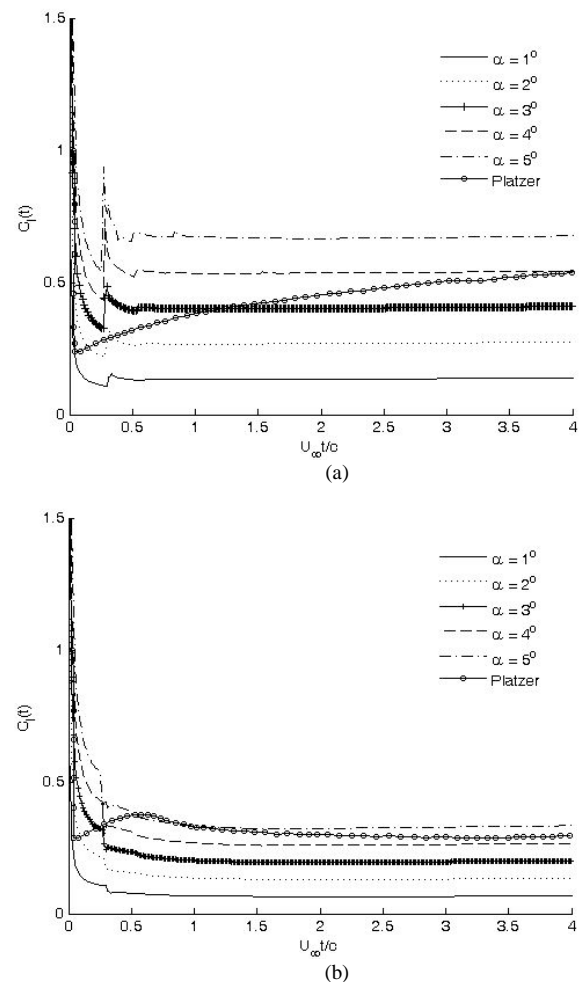 1.5
1
0.5
0
C_l(t)
α = 1°
α = 2°
α = 3°
α = 4°
α = 5°
Platzer
0 0.5 1 1.5 2 2.5 3 3.5 4
U_∞t/c
(a)
1.5
1
0.5
0
C_l(t)
α = 1°
α = 2°
α = 3°
α = 4°
α = 5°
Platzer
0 0.5 1 1.5 2 2.5 3 3.5 4
U_∞t/c
(b)